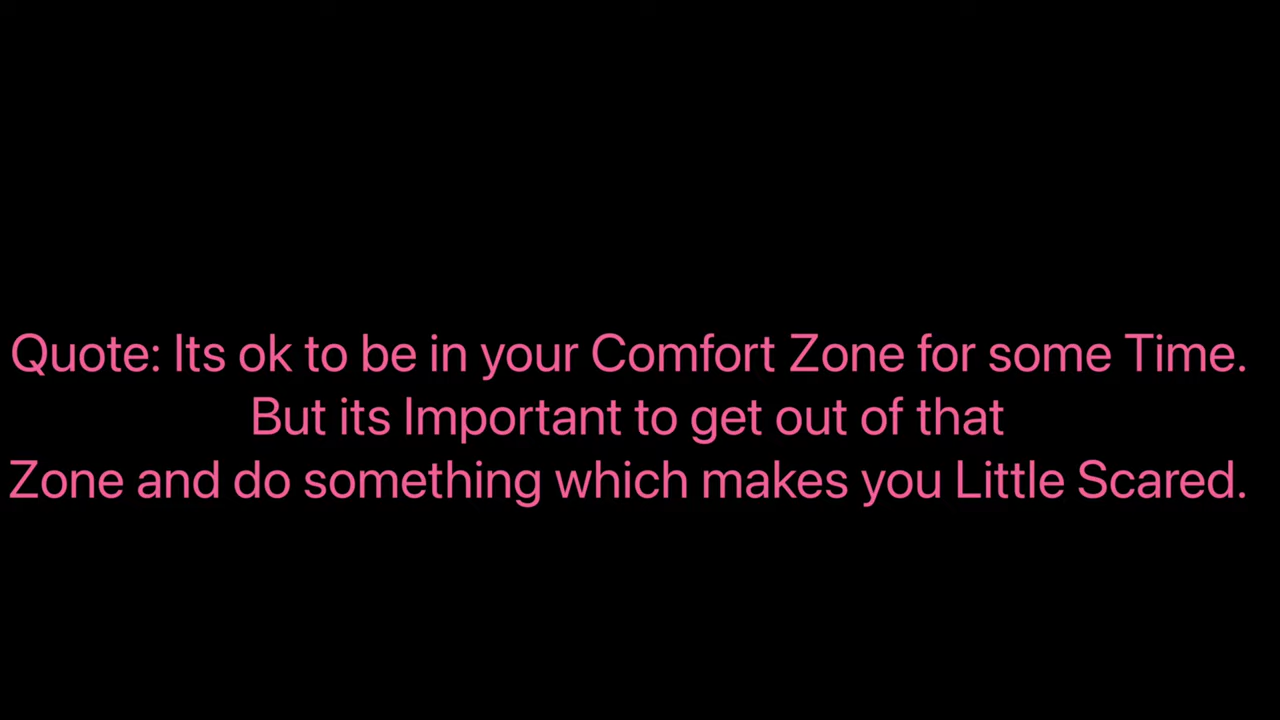 Quote: Its ok to be in your Comfort Zone for some Time.
But its Important to get out of that
Zone and do something which makes you Little Scared.